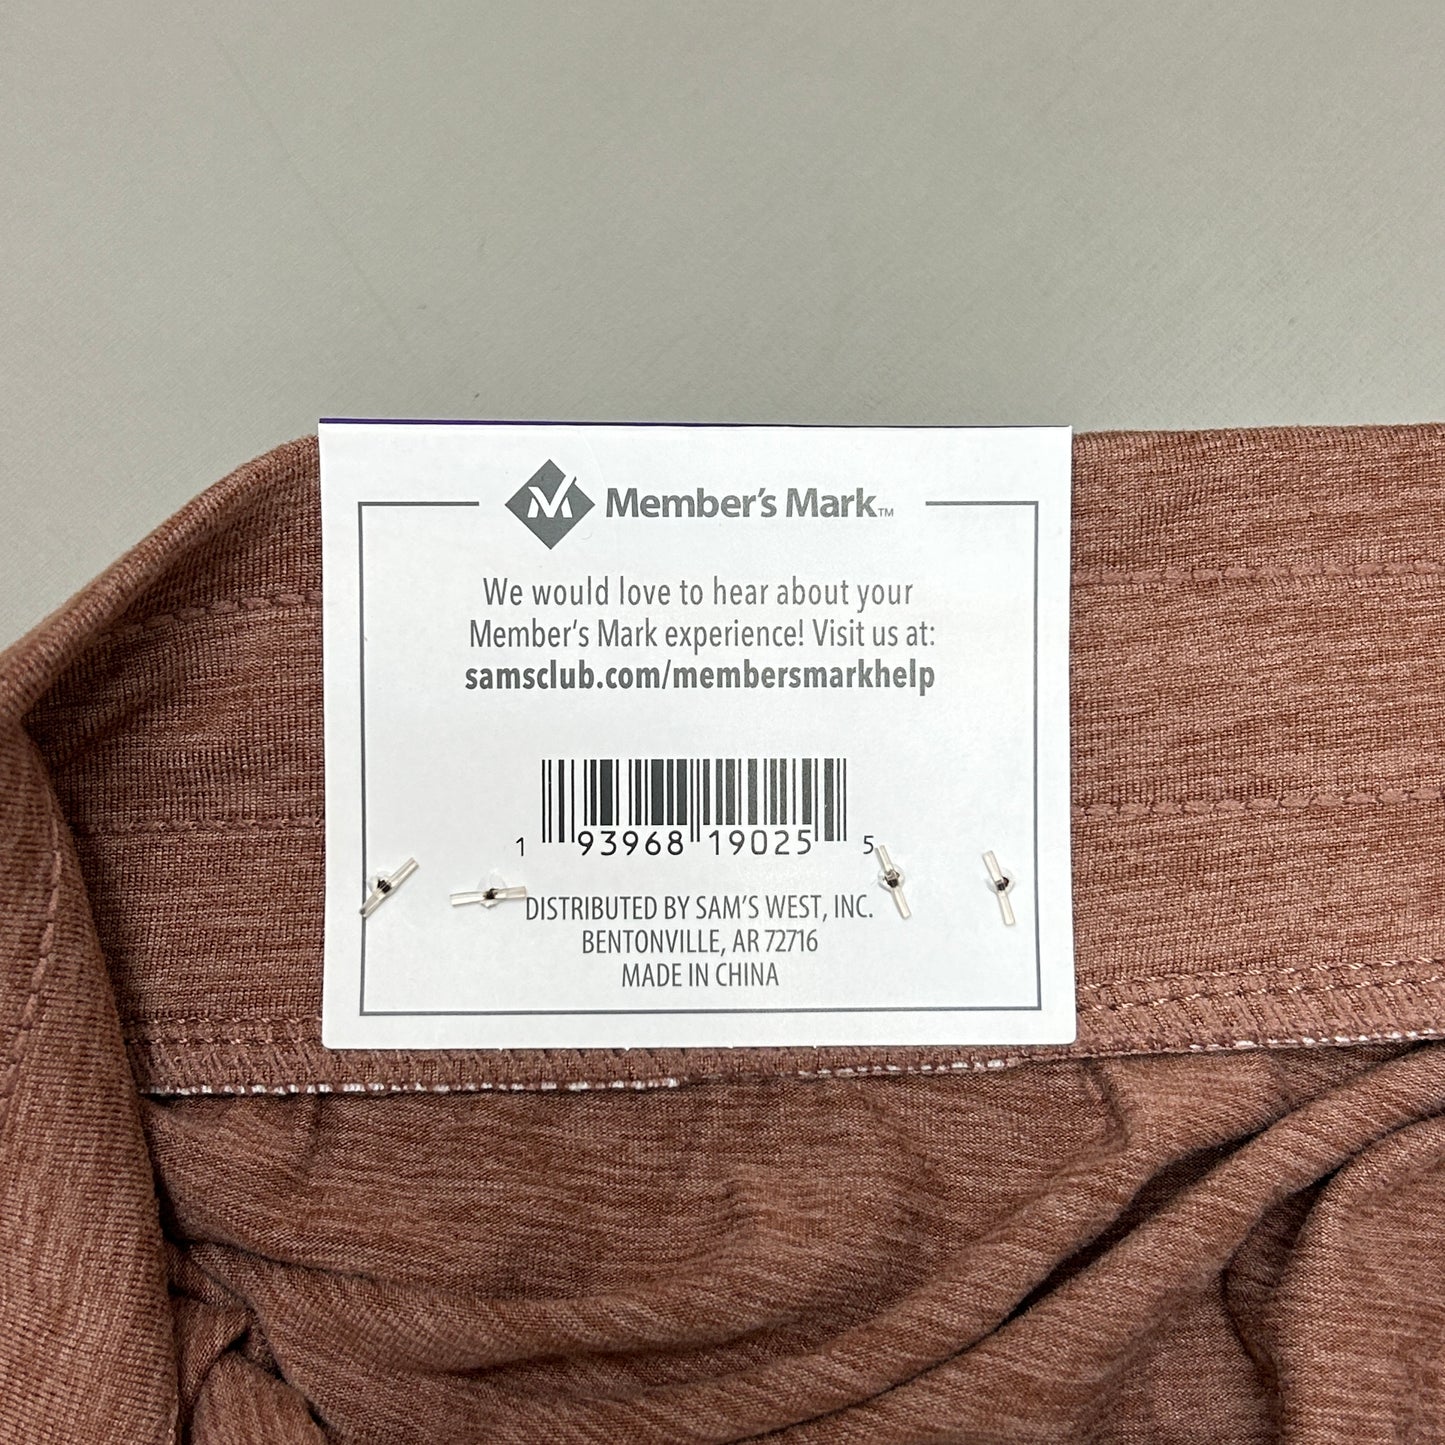 Member's Mark™
We would love to hear about your
Member's Mark experience! Visit us at:
samsclub.com/membersmarkhelp
1 93968 19025 5
DISTRIBUTED BY SAM'S WEST, INC.
BENTONVILLE, AR 72716
MADE IN CHINA